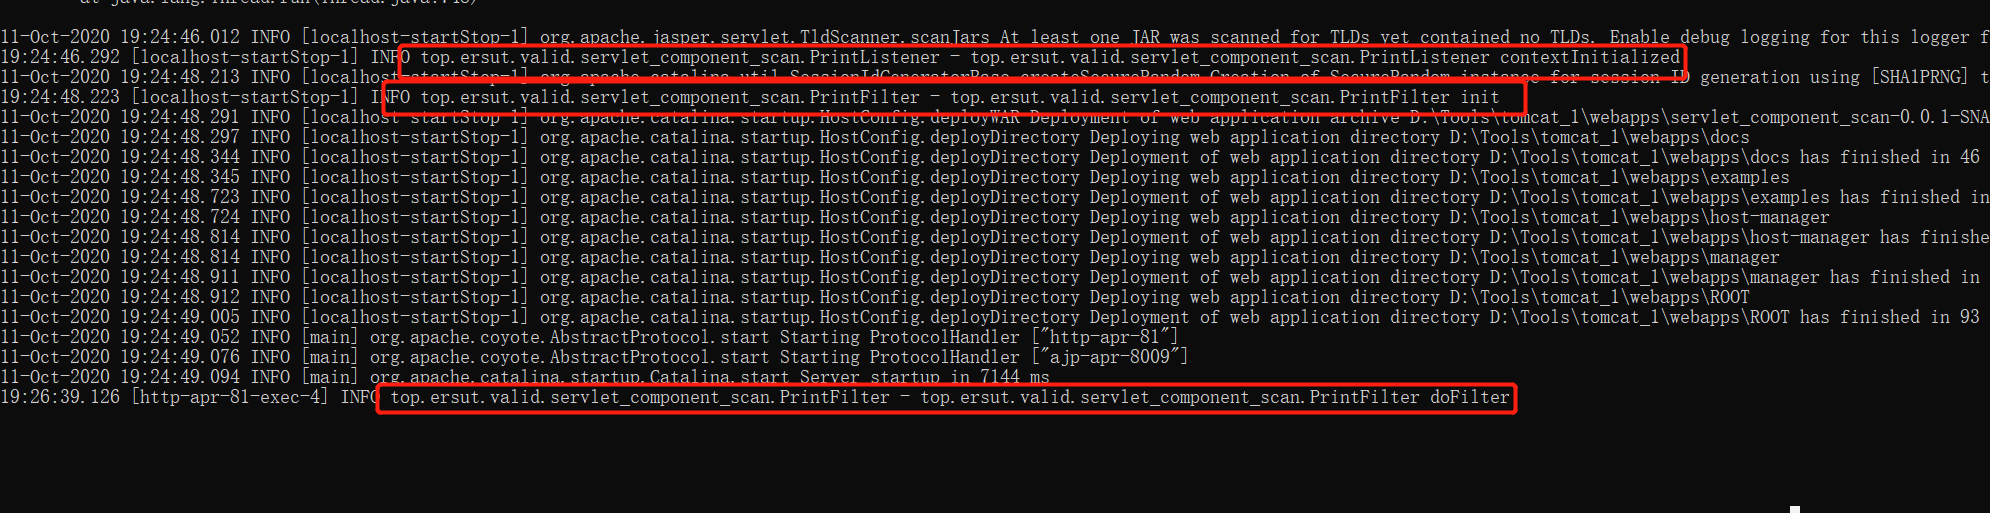 at java.lang.Thread.run(Thread.java:748)
11-Oct-2020 19:24:46.012 INFO [localhost-startStop-1] org.apache.jasper.servlet.TldScanner.scanJars At least one JAR was scanned for TLDs yet contained no TLDs. Enable debug logging for this logger f
19:24:46.292 [localhost-startStop-1] INFO top.ersut.valid.servlet_component_scan.PrintListener - top.ersut.valid.servlet_component_scan.PrintListener contextInitialized
11-Oct-2020 19:24:48.213 INFO [localhost-startStop-1] org.apache.catalina.util.SessionIdGeneratorBase.createSecureRandom Creation of SecureRandom instance for session ID generation using [SHA1PRNG] t
19:24:48.223 [localhost-startStop-1] INFO top.ersut.valid.servlet_component_scan.PrintFilter - top.ersut.valid.servlet_component_scan.PrintFilter init
11-Oct-2020 19:24:48.291 INFO [localhost-startStop-1] org.apache.catalina.startup.HostConfig.deployWAR Deployment of web application archive D:\Tools\tomcat_1\webapps\servlet_component_scan-0.0.1-SNA
11-Oct-2020 19:24:48.297 INFO [localhost-startStop-1] org.apache.catalina.startup.HostConfig.deployDirectory Deploying web application directory D:\Tools\tomcat_1\webapps\docs
11-Oct-2020 19:24:48.344 INFO [localhost-startStop-1] org.apache.catalina.startup.HostConfig.deployDirectory Deployment of web application directory D:\Tools\tomcat_1\webapps\docs has finished in 46
11-Oct-2020 19:24:48.345 INFO [localhost-startStop-1] org.apache.catalina.startup.HostConfig.deployDirectory Deploying web application directory D:\Tools\tomcat_1\webapps\examples
11-Oct-2020 19:24:48.723 INFO [localhost-startStop-1] org.apache.catalina.startup.HostConfig.deployDirectory Deployment of web application directory D:\Tools\tomcat_1\webapps\examples has finished in
11-Oct-2020 19:24:48.724 INFO [localhost-startStop-1] org.apache.catalina.startup.HostConfig.deployDirectory Deploying web application directory D:\Tools\tomcat_1\webapps\host-manager
11-Oct-2020 19:24:48.814 INFO [localhost-startStop-1] org.apache.catalina.startup.HostConfig.deployDirectory Deployment of web application directory D:\Tools\tomcat_1\webapps\host-manager has finishe
11-Oct-2020 19:24:48.814 INFO [localhost-startStop-1] org.apache.catalina.startup.HostConfig.deployDirectory Deploying web application directory D:\Tools\tomcat_1\webapps\manager
11-Oct-2020 19:24:48.911 INFO [localhost-startStop-1] org.apache.catalina.startup.HostConfig.deployDirectory Deployment of web application directory D:\Tools\tomcat_1\webapps\manager has finished in
11-Oct-2020 19:24:48.912 INFO [localhost-startStop-1] org.apache.catalina.startup.HostConfig.deployDirectory Deploying web application directory D:\Tools\tomcat_1\webapps\ROOT
11-Oct-2020 19:24:49.005 INFO [localhost-startStop-1] org.apache.catalina.startup.HostConfig.deployDirectory Deployment of web application directory D:\Tools\tomcat_1\webapps\ROOT has finished in 93
11-Oct-2020 19:24:49.052 INFO [main] org.apache.coyote.AbstractProtocol.start Starting ProtocolHandler ["http-apr-81"]
11-Oct-2020 19:24:49.076 INFO [main] org.apache.coyote.AbstractProtocol.start Starting ProtocolHandler ["ajp-apr-8009"]
11-Oct-2020 19:24:49.094 INFO [main] org.apache.catalina.startup.Catalina.start Server startup in 7144 ms
19:26:39.126 [http-apr-81-exec-4] INFO top.ersut.valid.servlet_component_scan.PrintFilter - top.ersut.valid.servlet_component_scan.PrintFilter doFilter